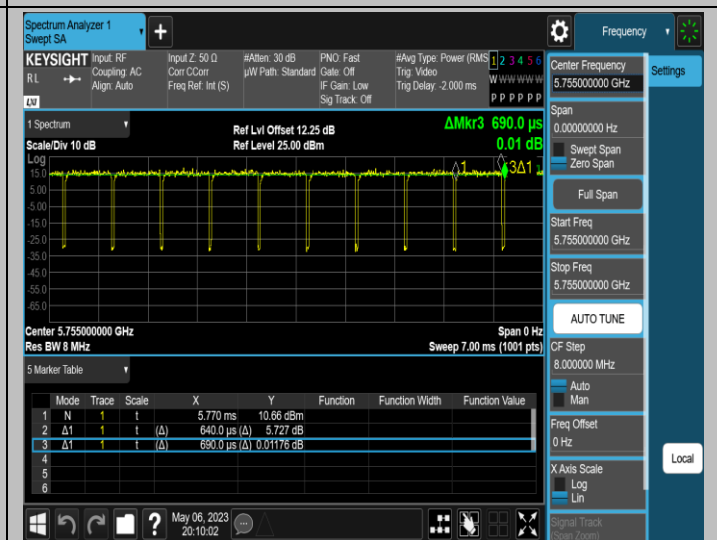 Spectrum Analyzer 1
Swept SA
+
Frequency
KEYSIGHT
Input: RF
Input Z: 50 Ω
#Atten: 30 dB
PNO: Fast
#Avg Type: Power (RMS
1 2 3 4 5 6
RL
Coupling: AC
Corr CCorr
µW Path: Standard
Gate: Off
Trig: Video
W W W W W W
Align: Auto
Freq Ref: Int (S)
IF Gain: Low
Trig Delay: -2.000 ms
Sig Track: Off
P P P P P P
LXI
1 Spectrum
Scale/Div 10 dB
Ref Lvl Offset 12.25 dB
Ref Level 25.00 dBm
ΔMkr3 690.0 µs
0.01 dB
Log
15.0
5.00
-5.00
-15.0
-25.0
-35.0
-45.0
-55.0
-65.0
1
3Δ1
Center 5.755000000 GHz
Span 0 Hz
Res BW 8 MHz
Sweep 7.00 ms (1001 pts)
5 Marker Table
Mode Trace Scale X Y Function Function Width Function Value
1 N 1 t 5.770 ms 10.66 dBm
2 Δ1 1 t (Δ) 640.0 µs (Δ) 5.727 dB
3 Δ1 1 t (Δ) 690.0 µs (Δ) 0.01176 dB
4
5
6
May 06, 2023
20:10:02
?
Center Frequency
5.755000000 GHz
Span
0.00000000 Hz
Swept Span
Zero Span
Full Span
Start Freq
5.755000000 GHz
Stop Freq
5.755000000 GHz
AUTO TUNE
CF Step
8.000000 MHz
Auto
Man
Freq Offset
0 Hz
X Axis Scale
Log
Lin
Signal Track
(Span Zoom)
Settings
Local